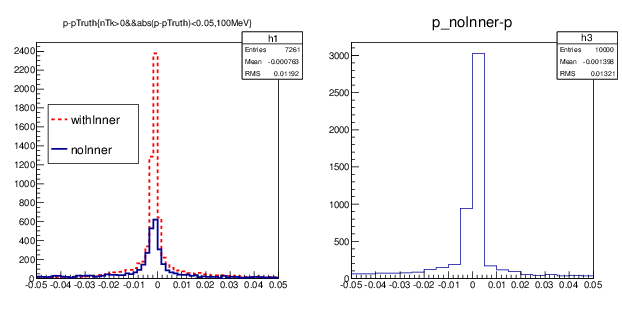 p-pTruth{nTk>0&&abs(p-pTruth)<0.05,100MeV}
h1
Entries 7261
Mean -0.000763
RMS 0.01192
withInner
noInner
2400
2200
2000
1800
1600
1400
1200
1000
800
600
400
200
0
-0.05 -0.04 -0.03 -0.02 -0.01 0 0.01 0.02 0.03 0.04 0.05
p_noInner-p
h3
Entries 10000
Mean -0.001398
RMS 0.01321
3000
2500
2000
1500
1000
500
0
-0.05 -0.04 -0.03 -0.02 -0.01 0 0.01 0.02 0.03 0.04 0.05